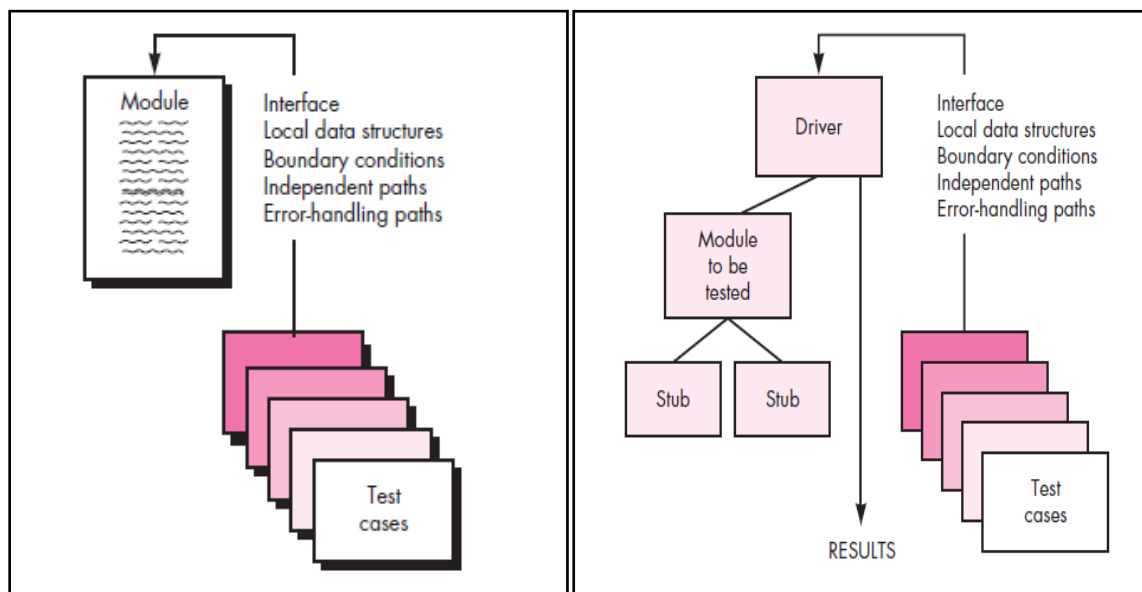 Module
Interface
Local data structures
Boundary conditions
Independent paths
Error-handling paths
Test
cases
Driver
Interface
Local data structures
Boundary conditions
Independent paths
Error-handling paths
Module
to be
tested
Stub
Stub
Test
cases
RESULTS